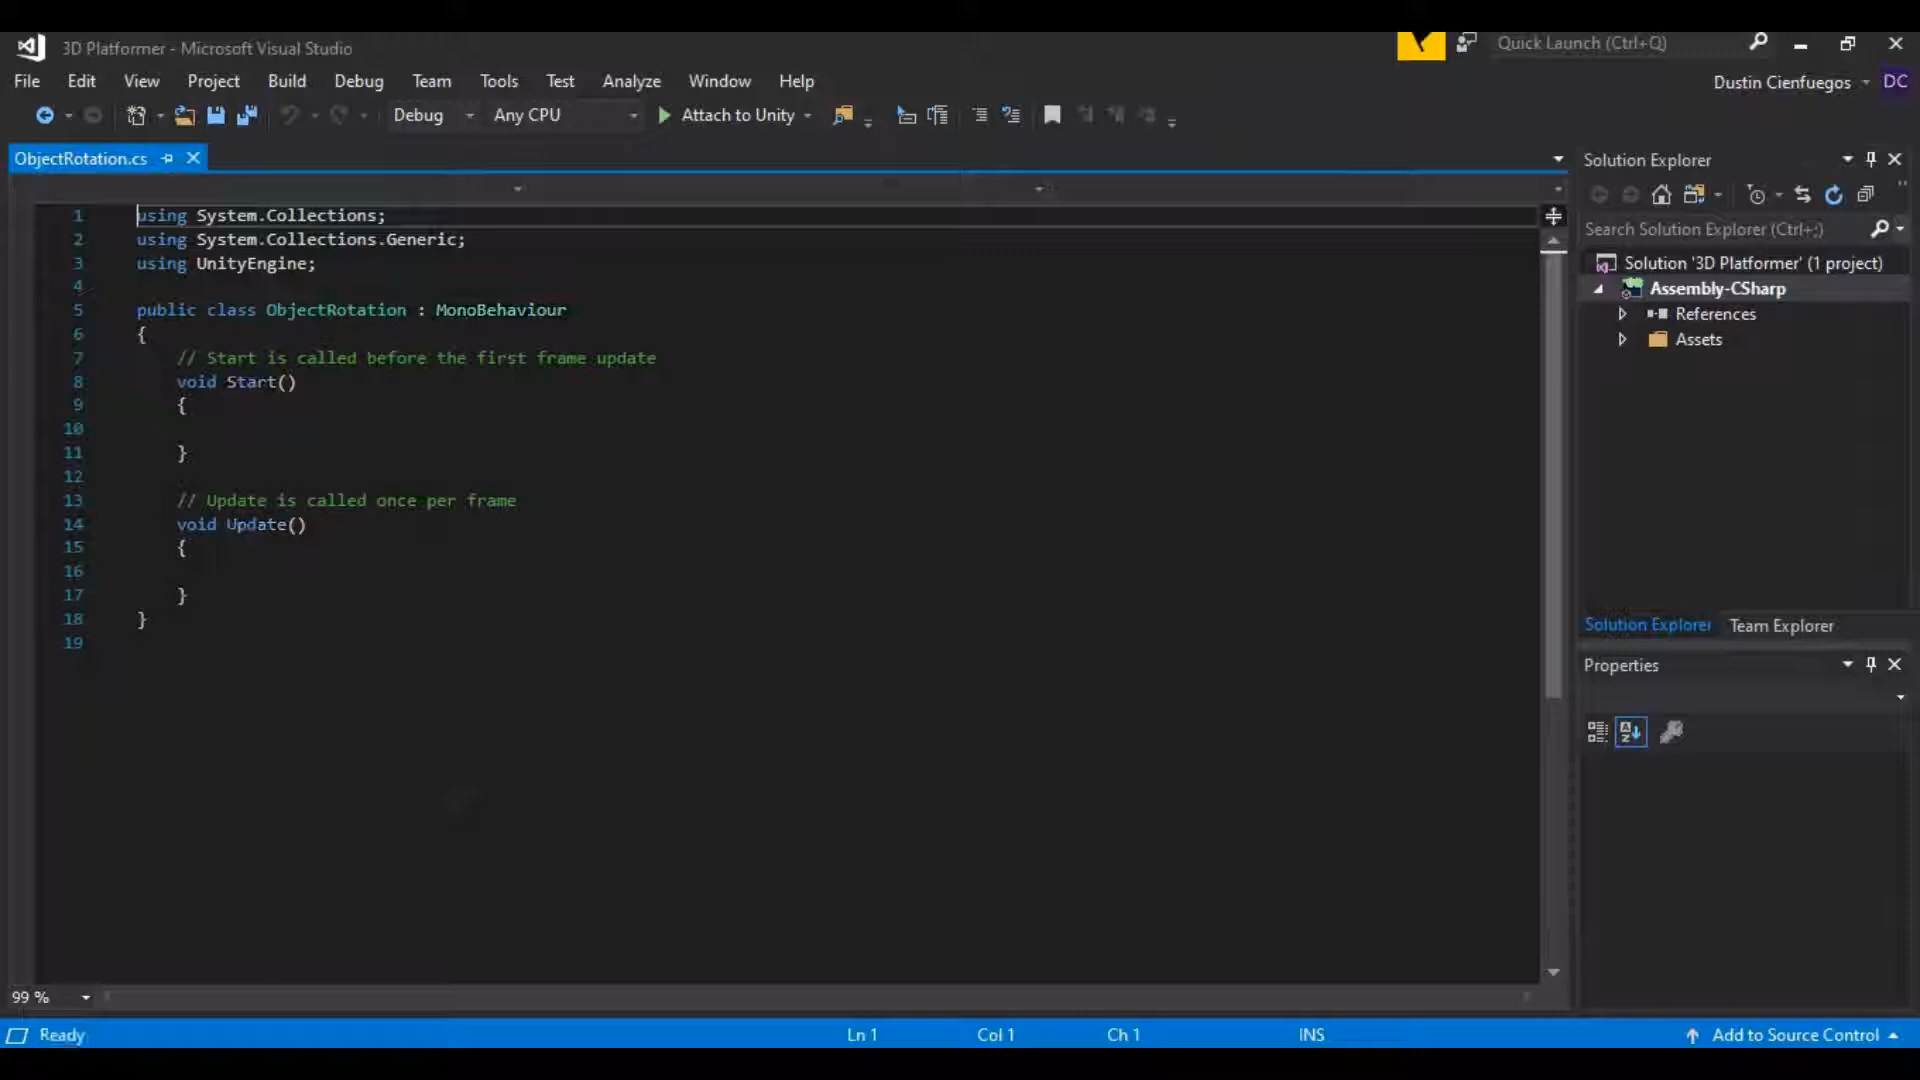 3D Platformer - Microsoft Visual Studio
Quick Launch (Ctrl+Q)
File Edit View Project Build Debug Team Tools Test Analyze Window Help
Dustin Cienfuegos DC
Debug Any CPU Attach to Unity
ObjectRotation.cs
Solution Explorer
Search Solution Explorer (Ctrl+;)
Solution '3D Platformer' (1 project)
Assembly-CSharp
References
Assets
1 using System.Collections;
2 using System.Collections.Generic;
3 using UnityEngine;
4
5 public class ObjectRotation : MonoBehaviour
6 {
7 // Start is called before the first frame update
8 void Start()
9 {
10
11 }
12
13 // Update is called once per frame
14 void Update()
15 {
16
17 }
18 }
19
Solution Explorer Team Explorer
Properties
99 %
Ready Ln 1 Col 1 Ch 1 INS Add to Source Control